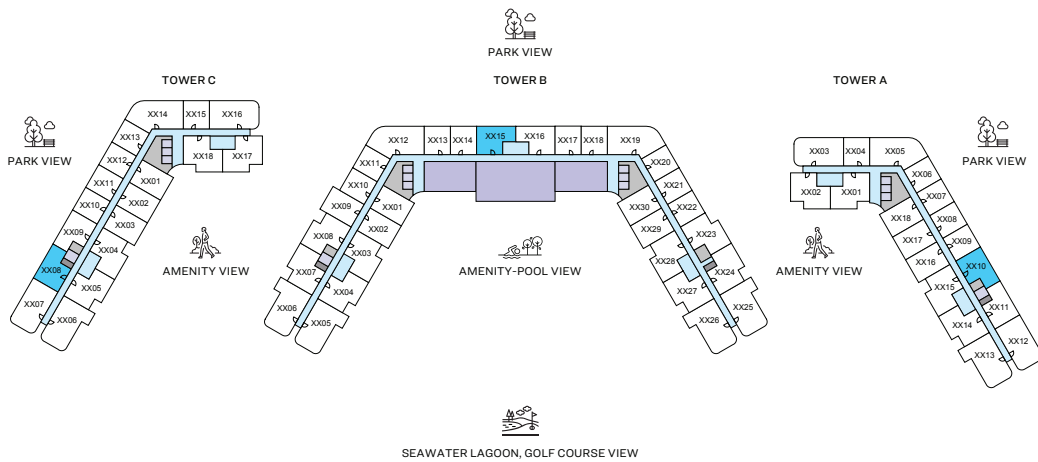 PARK VIEW
TOWER C
TOWER B
TOWER A
PARK VIEW
PARK VIEW
XX14
XX15
XX16
XX13
XX12
XX11
XX10
XX09
XX08
XX07
XX06
XX05
XX04
XX03
XX02
XX01
XX18
XX17
AMENITY VIEW
XX12
XX13
XX14
XX15
XX16
XX17
XX18
XX19
XX11
XX10
XX09
XX08
XX07
XX06
XX05
XX04
XX03
XX02
XX01
XX20
XX21
XX22
XX23
XX24
XX25
XX26
XX27
XX28
XX29
XX30
AMENITY-POOL VIEW
XX03
XX04
XX05
XX02
XX01
XX06
XX07
XX08
XX09
XX10
XX11
XX12
XX13
XX14
XX15
XX16
XX17
XX18
AMENITY VIEW
SEAWATER LAGOON, GOLF COURSE VIEW